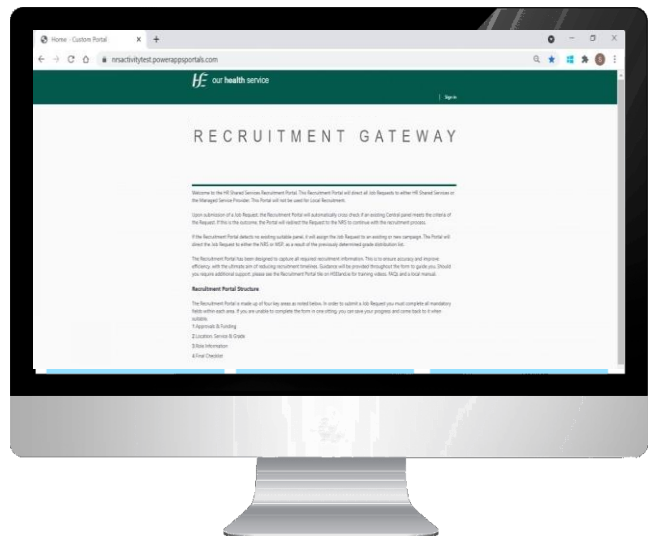 Home · Custom Portal
nrsactivitytest.powerappsportals.com
our health service
Sign in
RECRUITMENT GATEWAY
Welcome to the HR Shared Services Recruitment Portal. This Recruitment Portal will direct all Job Requests to either HR Shared Services or
the Managed Service Provider. This Portal will not be used for Local Recruitment.
Upon submission of a Job Request, the Recruitment Portal will automatically cross check if an existing Central panel meets the criteria of
the Request. If this is the outcome, the Portal will redirect the Request to the NRS to continue with the recruitment process.
If the Recruitment Portal detects no existing suitable panel, it will assign the Job Request to an existing or new campaign. The Portal will
direct the Job Request to either the NRS or MSP, as a result of the previously determined grade distribution list.
The Recruitment Portal has been designed to capture all required recruitment information. This is to ensure accuracy and improve
efficiency, with the ultimate aim of reducing recruitment timelines. Guidance will be provided throughout the form to guide you. Should
you require additional support, please see the Recruitment Portal tile on HSEland.ie for training videos, FAQs and a local manual.
Recruitment Portal Structure
The Recruitment Portal is made up of four key areas as noted below. In order to submit a Job Request you must complete all mandatory
fields within each area. If you are unable to complete the form in one sitting, you can save your progress and come back to it when
suitable.
1 Approvals & Funding
2 Location, Service & Grade
3 Role Information
4 Final Checklist